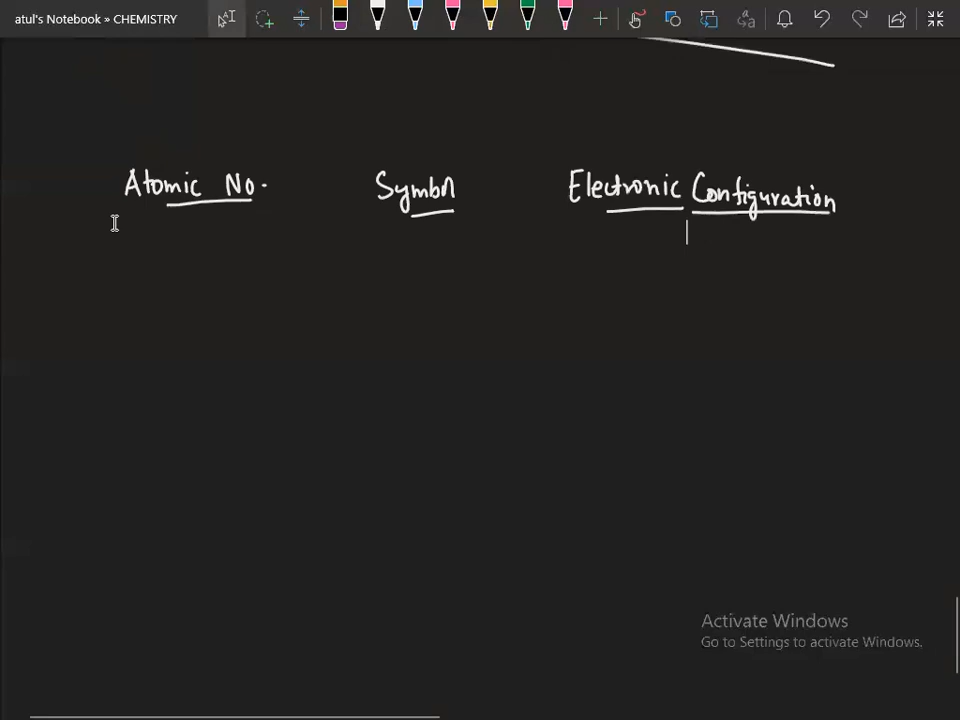 atul's Notebook » CHEMISTRY
Atomic No. Symbol Electronic Configuration
Activate Windows
Go to Settings to activate Windows.